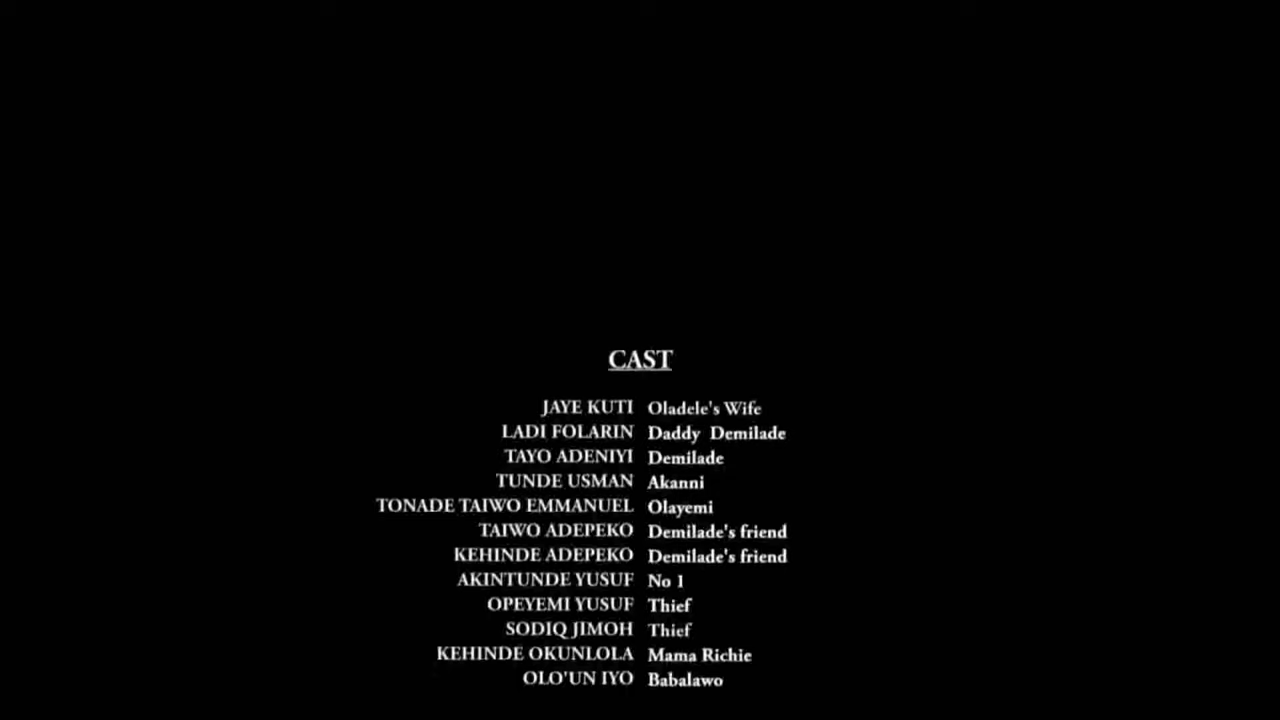 CAST
JAYE KUTI Oladele's Wife
LADI FOLARIN Daddy Demilade
TAYO ADENIYI Demilade
TUNDE USMAN Akanni
TONADE TAIWO EMMANUEL Olayemi
TAIWO ADEPEKO Demilade's friend
KEHINDE ADEPEKO Demilade's friend
AKINTUNDE YUSUF No 1
OPEYEMI YUSUF Thief
SODIQ JIMOH Thief
KEHINDE OKUNLOLA Mama Richie
OLO'UN IYO Babalawo